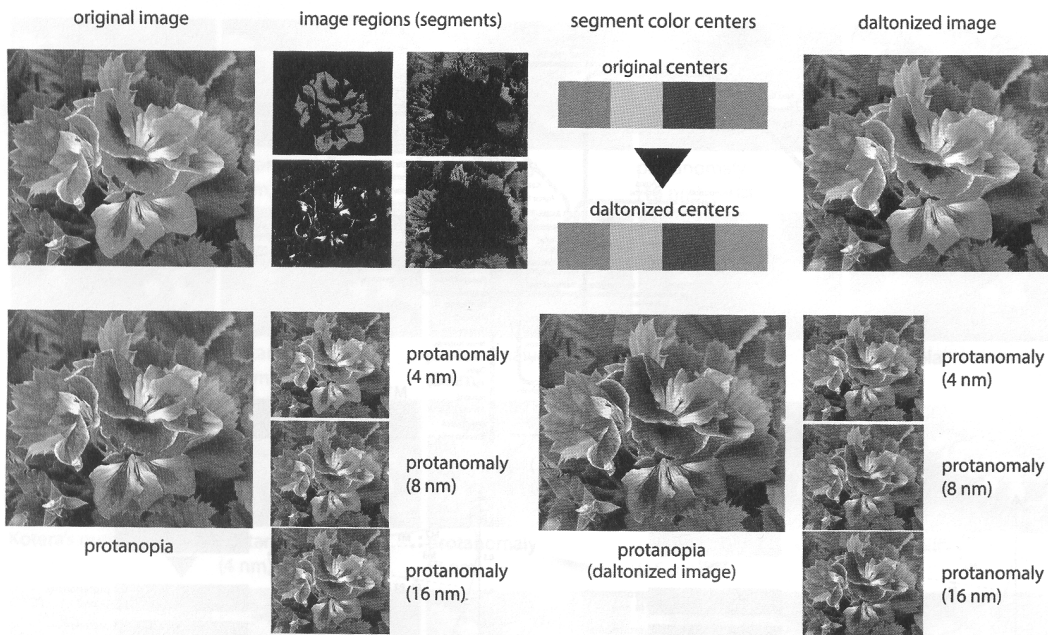 original image
image regions (segments)
segment color centers
daltonized image
original centers
daltonized centers
protanopia
protanomaly
(4 nm)
protanomaly
(8 nm)
protanomaly
(16 nm)
protanopia
(daltonized image)
protanomaly
(4 nm)
protanomaly
(8 nm)
protanomaly
(16 nm)